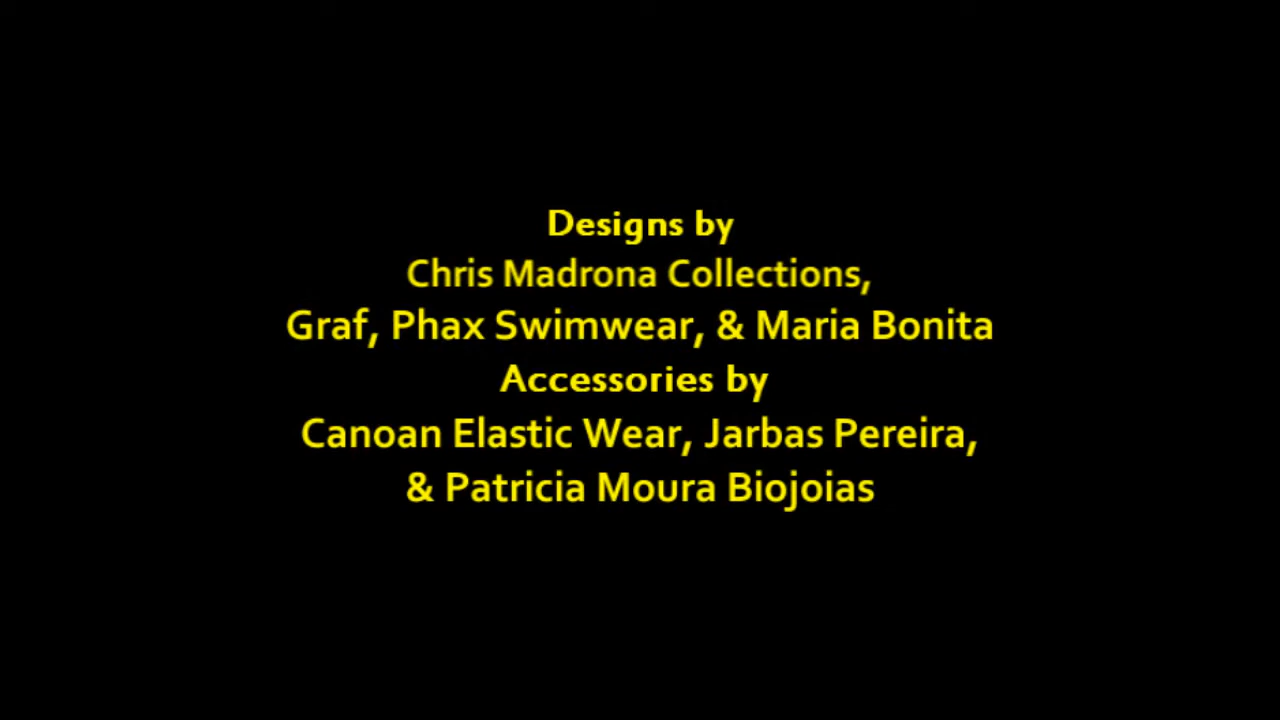 Designs by
Chris Madrona Collections,
Graf, Phax Swimwear, & Maria Bonita
Accessories by
Canoan Elastic Wear, Jarbas Pereira,
& Patricia Moura Biojoias